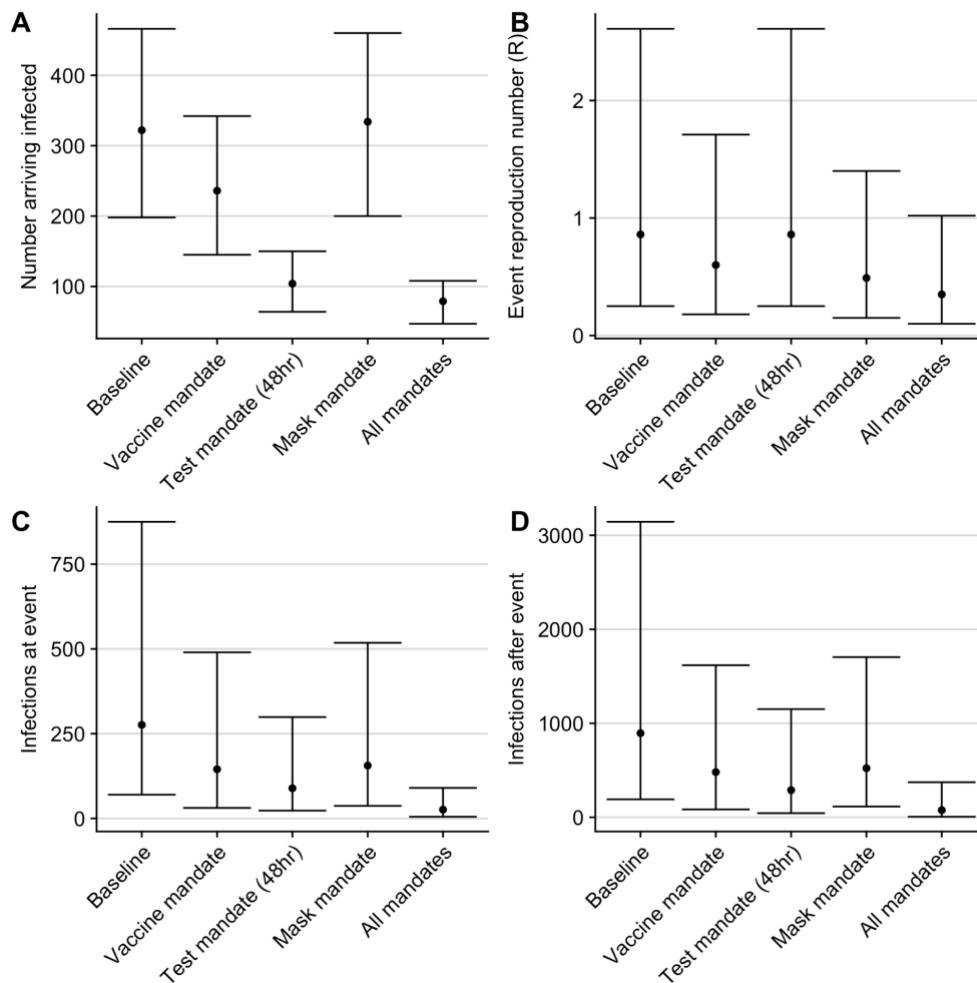 A
Number arriving infected
400
300
200
100
Baseline
Vaccine mandate
Test mandate (48hr)
Mask mandate
All mandates
B
Event reproduction number (R)
2
1
0
Baseline
Vaccine mandate
Test mandate (48hr)
Mask mandate
All mandates
C
Infections at event
750
500
250
0
Baseline
Vaccine mandate
Test mandate (48hr)
Mask mandate
All mandates
D
Infections after event
3000
2000
1000
0
Baseline
Vaccine mandate
Test mandate (48hr)
Mask mandate
All mandates